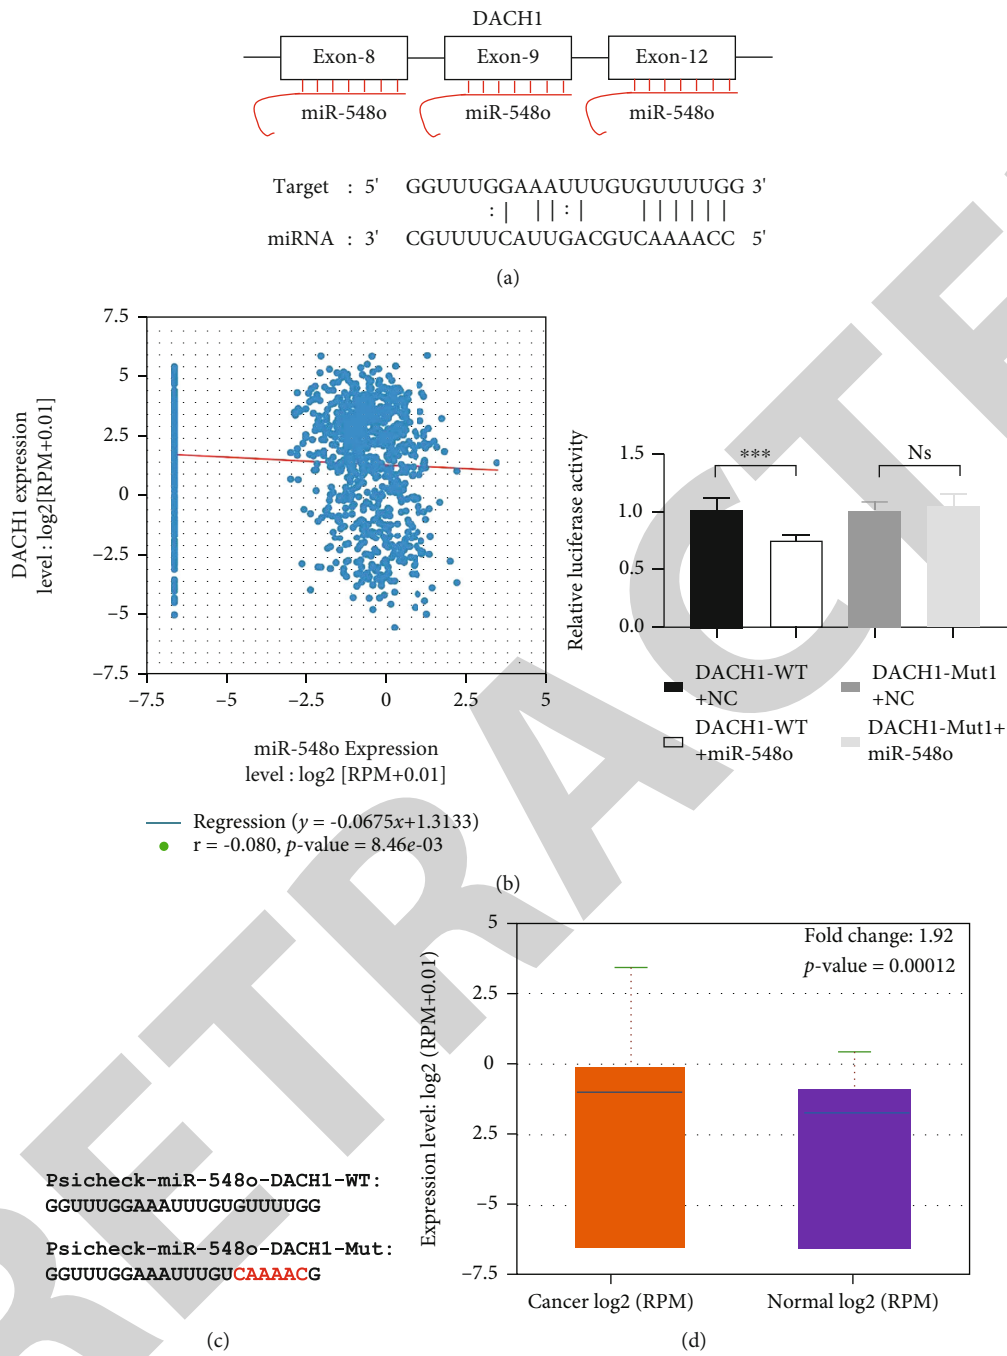 DACH1
Exon-8 Exon-9 Exon-12
miR-548o miR-548o miR-548o
Target : 5' GGUUUGGAAAUUUGUGUUUUGG 3'
miRNA : 3' CGUUUUCAUUGACGUCAAAACC 5'
(a)
7.5
5
2.5
0
−2.5
−5
−7.5
DACH1 expression
level : log2[RPM+0.01]
−7.5 −5 −2.5 0 2.5 5
miR-548o Expression
level : log2 [RPM+0.01]
Regression (y = -0.0675x+1.3133)
r = -0.080, p-value = 8.46e-03
Relative luciferase activity
1.5
1.0
0.5
0.0
*** Ns
DACH1-WT
+NC
DACH1-Mut1
+NC
DACH1-WT
+miR-548o
DACH1-Mut1+
miR-548o
(b)
Psicheck-miR-548o-DACH1-WT:
GGUUUGGAAAUUUGUGUUUUGG
Psicheck-miR-548o-DACH1-Mut:
GGUUUGGAAAUUUGUCAAAACG
(c)
Expression level: log2 (RPM+0.01)
5
2.5
0
2.5
−5
−7.5
Fold change: 1.92
p-value = 0.00012
Cancer log2 (RPM) Normal log2 (RPM)
(d)
RETRACTE